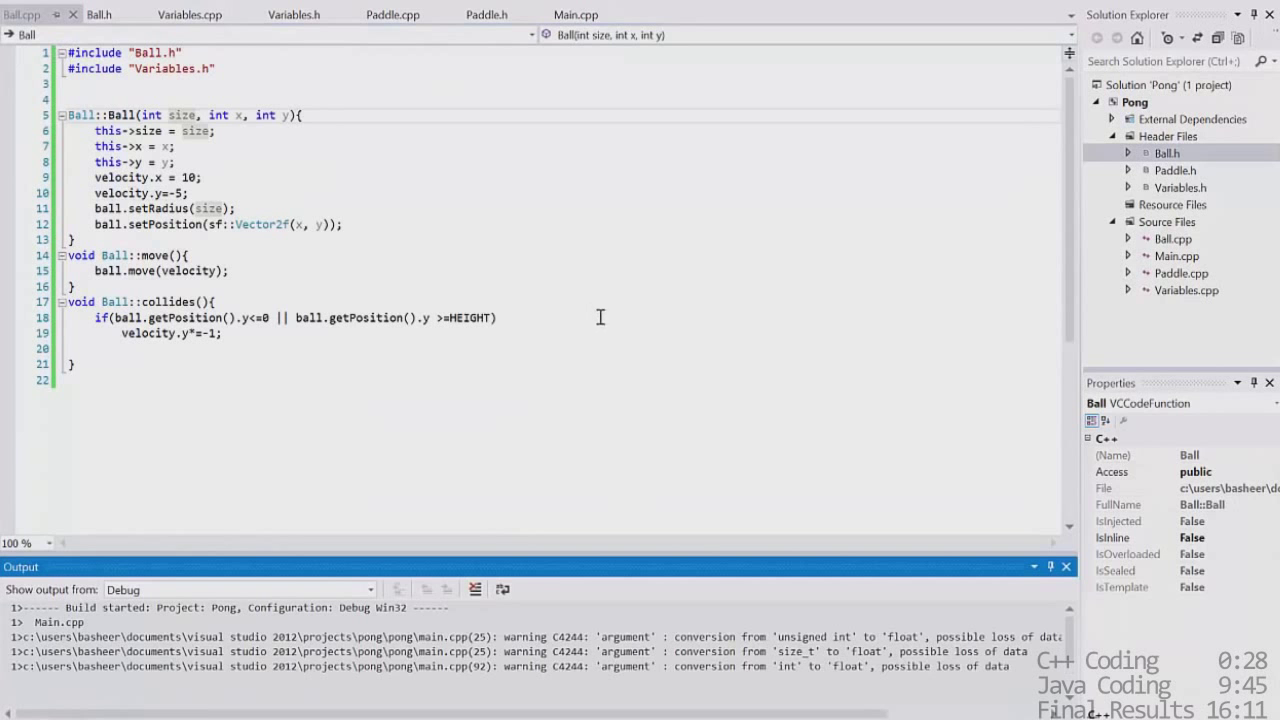 Ball.cpp
Ball.h
Variables.cpp
Variables.h
Paddle.cpp
Paddle.h
Main.cpp
Ball
Ball(int size, int x, int y)
1 #include "Ball.h"
2 #include "Variables.h"
3
4
5 Ball::Ball(int size, int x, int y){
6 this->size = size;
7 this->x = x;
8 this->y = y;
9 velocity.x = 10;
10 velocity.y=-5;
11 ball.setRadius(size);
12 ball.setPosition(sf::Vector2f(x, y));
13 }
14 void Ball::move(){
15 ball.move(velocity);
16 }
17 void Ball::collides(){
18 if(ball.getPosition().y<=0 || ball.getPosition().y >=HEIGHT)
19 velocity.y*=-1;
20
21 }
22
100 %
Output
Show output from: Debug
1>------ Build started: Project: Pong, Configuration: Debug Win32 ------
1> Main.cpp
1>c:\users\basheer\documents\visual studio 2012\projects\pong\pong\main.cpp(25): warning C4244: 'argument' : conversion from 'unsigned int' to 'float', possible loss of data
1>c:\users\basheer\documents\visual studio 2012\projects\pong\pong\main.cpp(25): warning C4244: 'argument' : conversion from 'size_t' to 'float', possible loss of data
1>c:\users\basheer\documents\visual studio 2012\projects\pong\pong\main.cpp(92): warning C4244: 'argument' : conversion from 'int' to 'float', possible loss of data
Solution Explorer
Search Solution Explorer (Ctrl+;)
Solution 'Pong' (1 project)
Pong
External Dependencies
Header Files
Ball.h
Paddle.h
Variables.h
Resource Files
Source Files
Ball.cpp
Main.cpp
Paddle.cpp
Variables.cpp
Properties
Ball VCCodeFunction
C++
(Name) Ball
Access public
File c:\users\basheer\do
FullName Ball::Ball
IsInjected False
IsInline False
IsOverloaded False
IsSealed False
IsTemplate False
C++ Coding 0:28
Java Coding 9:45
Final Results 16:11
C++